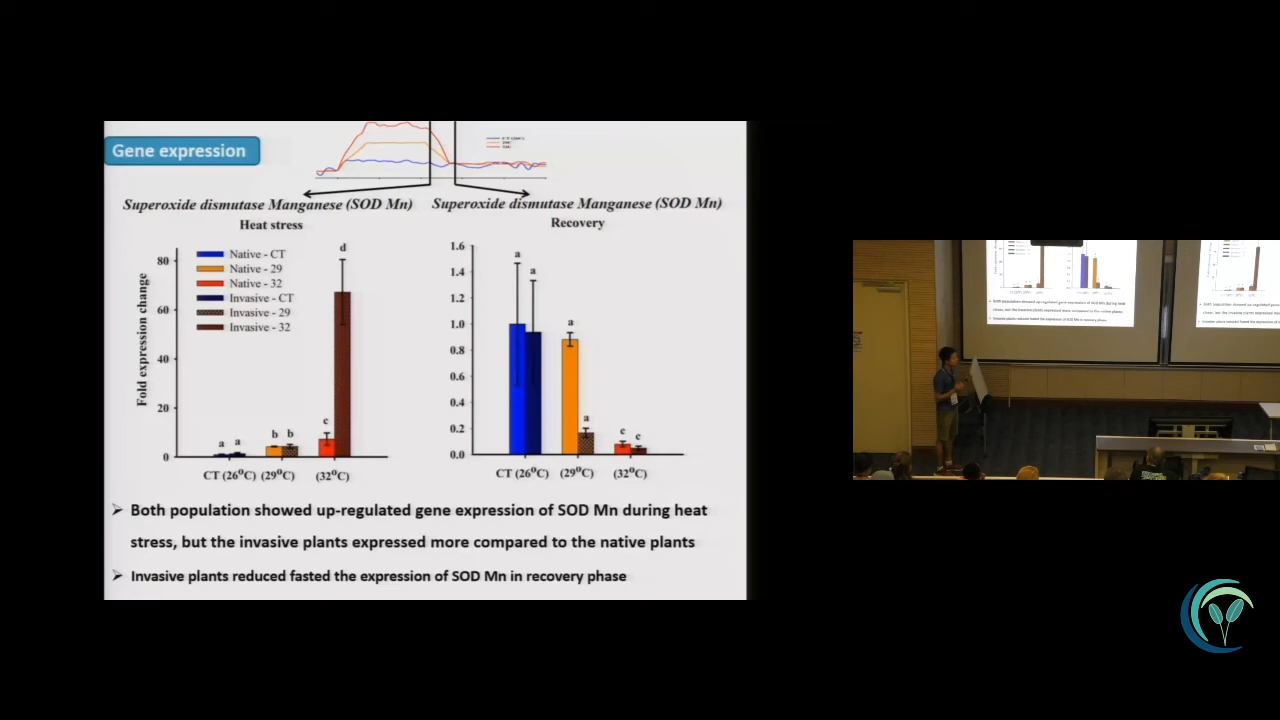 Gene expression
Superoxide dismutase Manganese (SOD Mn)
Heat stress
Superoxide dismutase Manganese (SOD Mn)
Recovery
Fold expression change
80
60
40
20
0
Native - CT
Native - 29
Native - 32
Invasive - CT
Invasive - 29
Invasive - 32
a
a
b
b
c
d
CT (26°C)
(29°C)
(32°C)
1.6
1.4
1.2
1.0
0.8
0.6
0.4
0.2
0.0
a
a
a
a
c
c
CT (26°C)
(29°C)
(32°C)
➢ Both population showed up-regulated gene expression of SOD Mn during heat
stress, but the invasive plants expressed more compared to the native plants
➢ Invasive plants reduced fasted the expression of SOD Mn in recovery phase